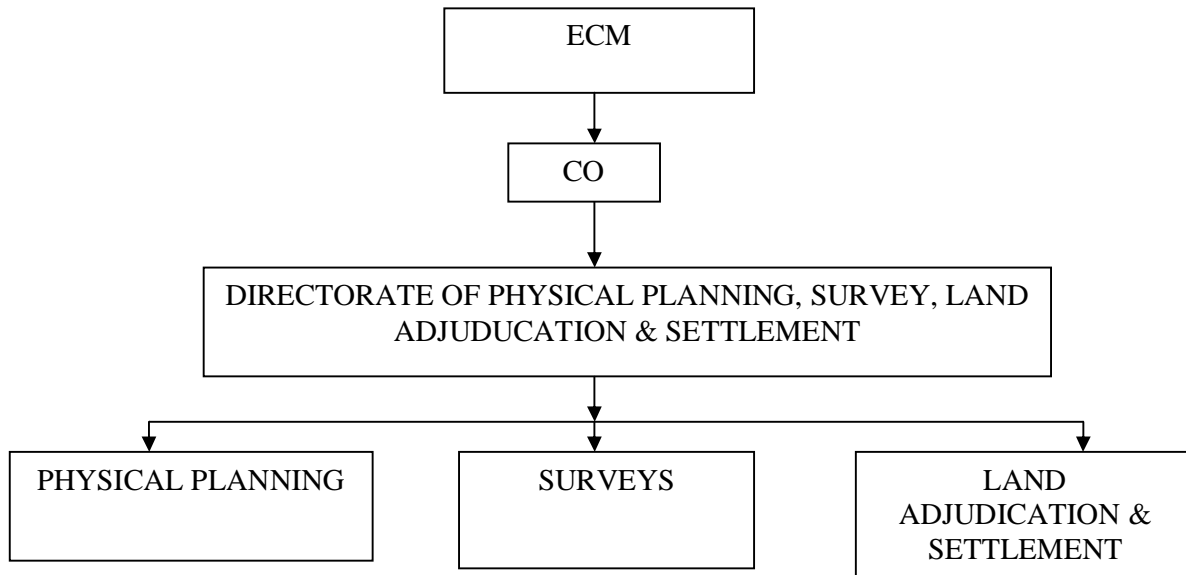 ECM
CO
DIRECTORATE OF PHYSICAL PLANNING, SURVEY, LAND
ADJUDUCATION & SETTLEMENT
PHYSICAL PLANNING
SURVEYS
LAND
ADJUDICATION &
SETTLEMENT